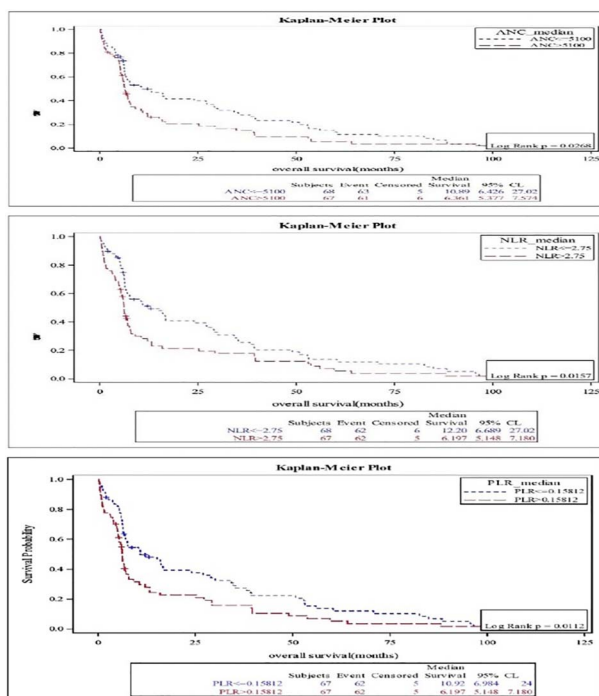 Kaplan-Meier Plot
ANC_median
ANC<=5100
ANC>5100
1.0
0.8
0.6
0.4
0.2
0.0
Log Rank p = 0.0268
0 25 50 75 100 125
overall survival(months)
Median
Subjects Event Censored Survival 95% CL
ANC<=5100 68 63 5 10.89 6.426 27.02
ANC>5100 67 61 6 6.361 5.377 7.574
Kaplan-Meier Plot
NLR_median
NLR<=2.75
NLR>2.75
1.0
0.8
0.6
0.4
0.2
0.0
Log Rank p = 0.0157
0 25 50 75 100 125
overall survival(months)
Median
Subjects Event Censored Survival 95% CL
NLR<=2.75 68 62 6 12.20 6.689 27.02
NLR>2.75 67 62 5 6.197 5.148 7.180
Kaplan-Meier Plot
PLR_median
PLR<=0.15812
PLR>0.15812
Survival Probability
1.0
0.8
0.6
0.4
0.2
0.0
Log Rank p = 0.0112
0 25 50 75 100 125
overall survival(months)
Median
Subjects Event Censored Survival 95% CL
PLR<=0.15812 67 62 5 10.92 6.984 24
PLR>0.15812 67 62 5 6.197 5.148 7.180